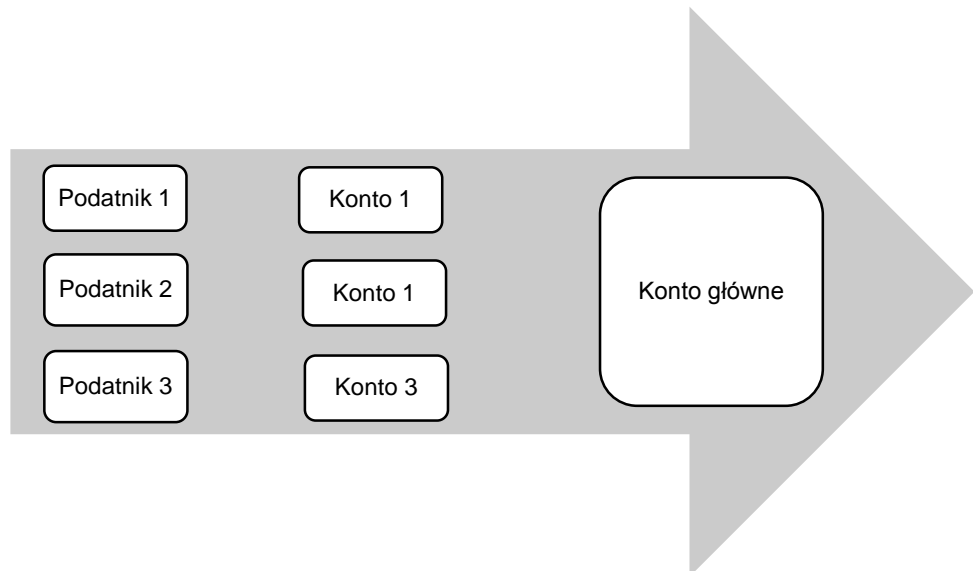 Podatnik 1
Konto 1
Podatnik 2
Konto 1
Konto główne
Podatnik 3
Konto 3